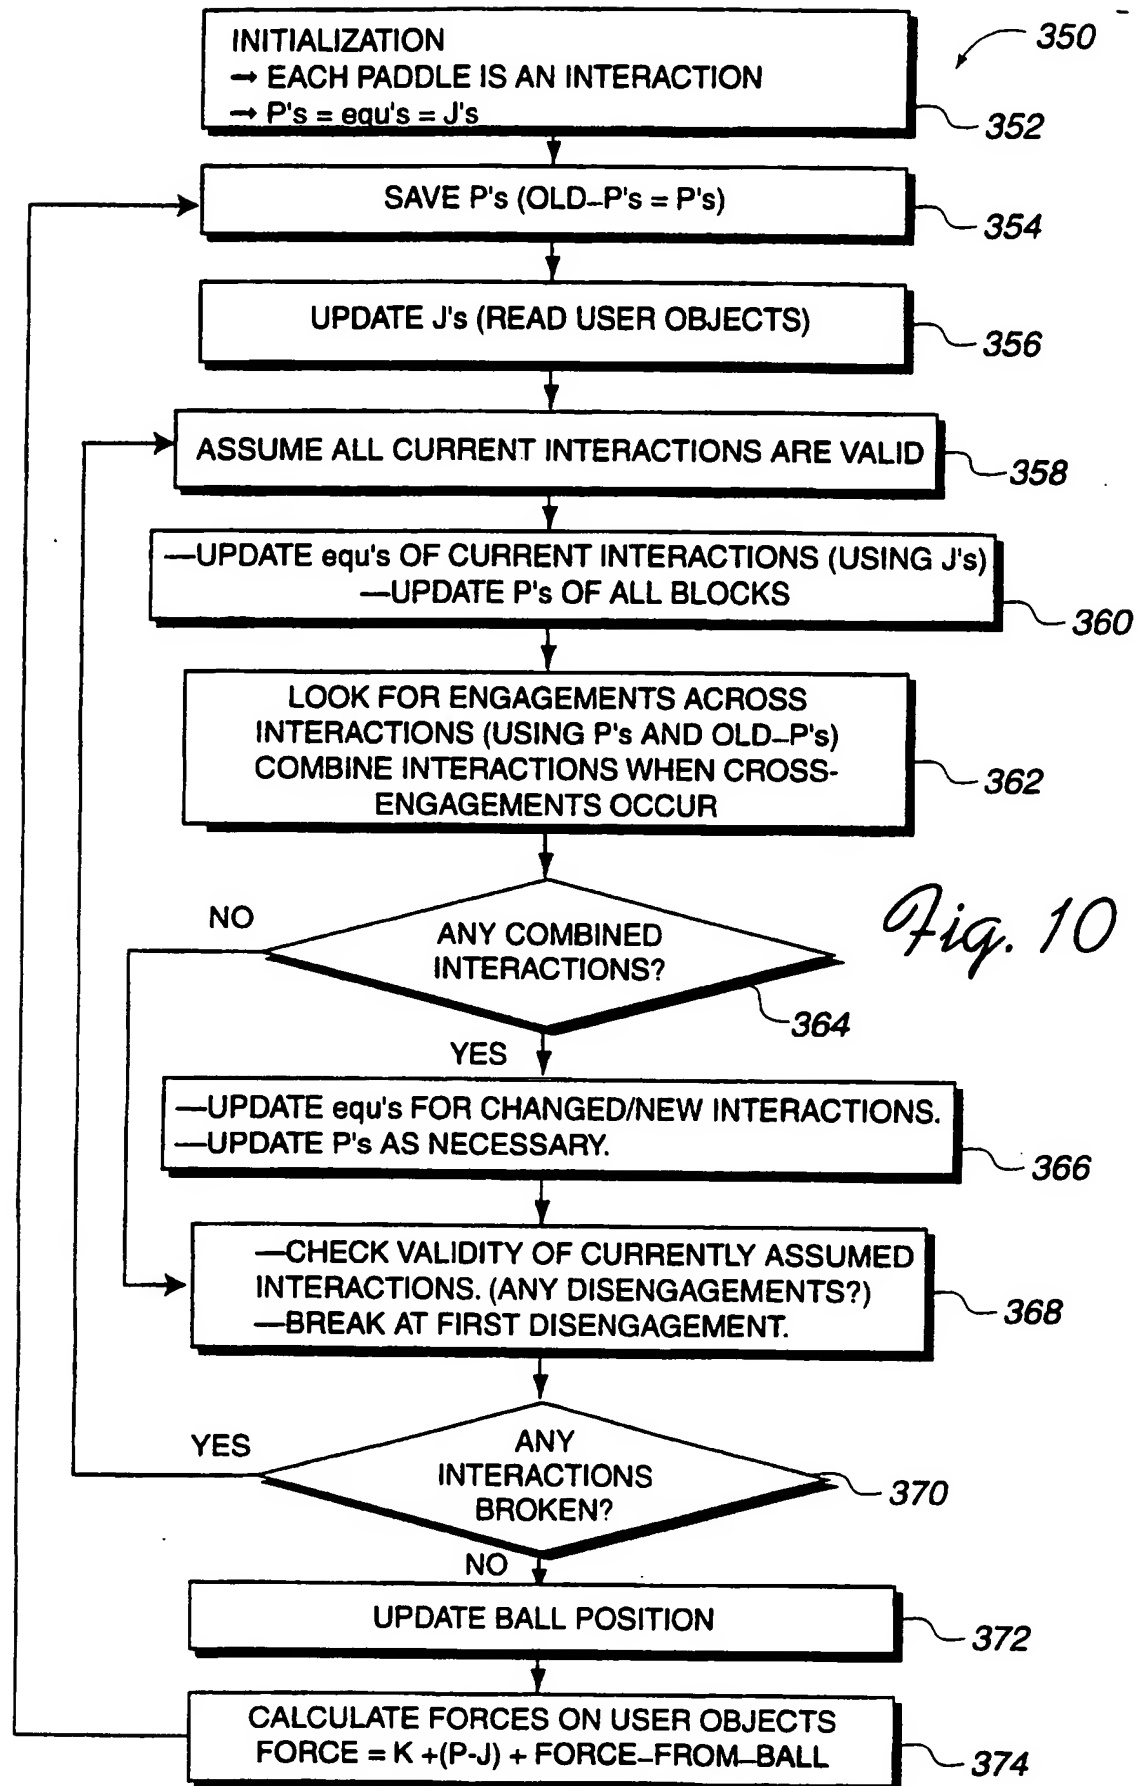 350
INITIALIZATION
→ EACH PADDLE IS AN INTERACTION
→ P's = equ's = J's
352
SAVE P's (OLD–P's = P's)
354
UPDATE J's (READ USER OBJECTS)
356
ASSUME ALL CURRENT INTERACTIONS ARE VALID
358
—UPDATE equ's OF CURRENT INTERACTIONS (USING J's)
—UPDATE P's OF ALL BLOCKS
360
LOOK FOR ENGAGEMENTS ACROSS
INTERACTIONS (USING P's AND OLD–P's)
COMBINE INTERACTIONS WHEN CROSS-
ENGAGEMENTS OCCUR
362
Fig. 10
NO
ANY COMBINED
INTERACTIONS?
364
YES
—UPDATE equ's FOR CHANGED/NEW INTERACTIONS.
—UPDATE P's AS NECESSARY.
366
—CHECK VALIDITY OF CURRENTLY ASSUMED
INTERACTIONS. (ANY DISENGAGEMENTS?)
—BREAK AT FIRST DISENGAGEMENT.
368
YES
ANY
INTERACTIONS
BROKEN?
370
NO
UPDATE BALL POSITION
372
CALCULATE FORCES ON USER OBJECTS
FORCE = K +(P-J) + FORCE–FROM–BALL
374